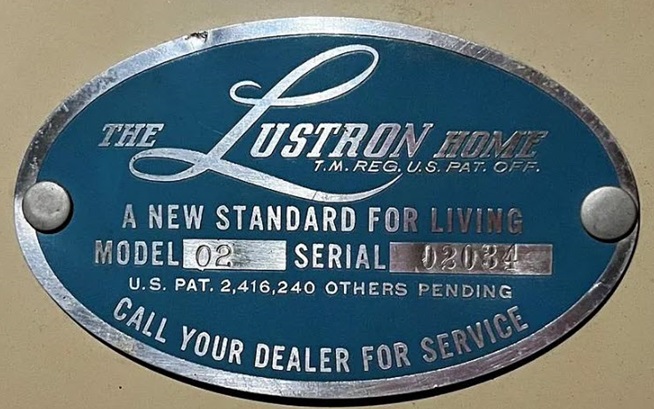 THE LUSTRON HOME
T.M. REG. U.S. PAT. OFF.
A NEW STANDARD FOR LIVING
MODEL 02 SERIAL 02034
U.S. PAT. 2,416,240 OTHERS PENDING
CALL YOUR DEALER FOR SERVICE